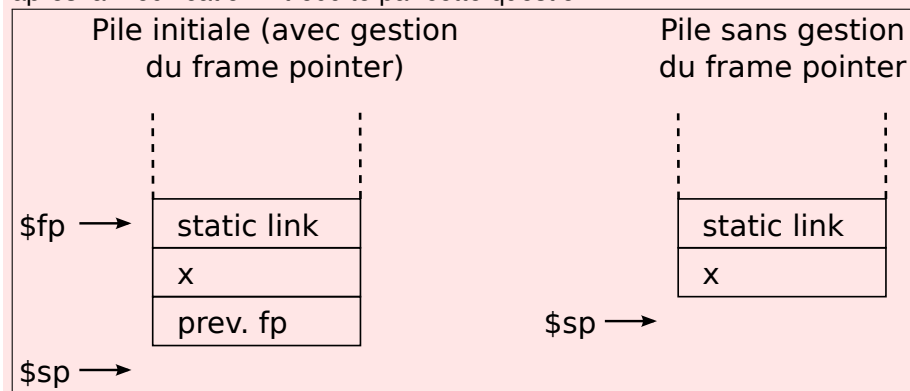 Pile initiale (avec gestion
du frame pointer)
Pile sans gestion
du frame pointer
$fp
static link
x
prev. fp
$sp
static link
x
$sp